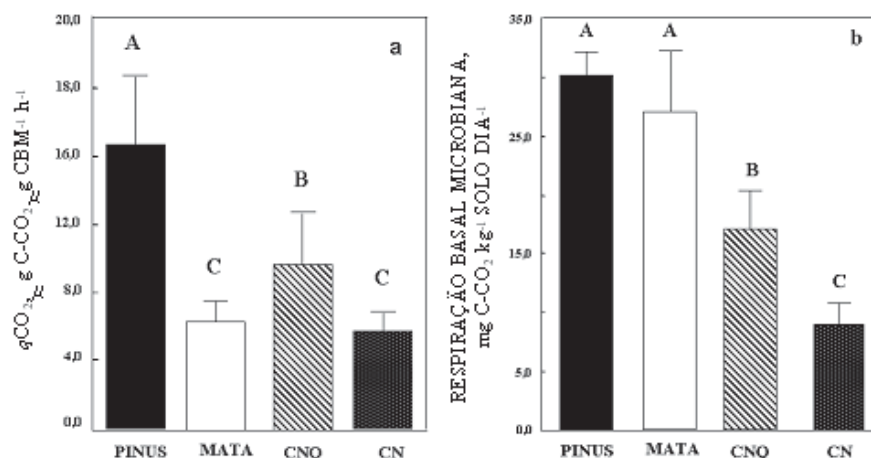 20,0
18,0
16,0
12,0
8,0
4,0
0,0
A
B
C
C
a
PINUS MATA CNQ CN
35,0
25,0
15,0
5,0
0,0
A
A
B
C
b
RESPIRAÇÃO BASAL MICROBIANA,
mg C-CO₂ kg⁻¹ SOLO DIA⁻¹
PINUS MATA CNQ CN